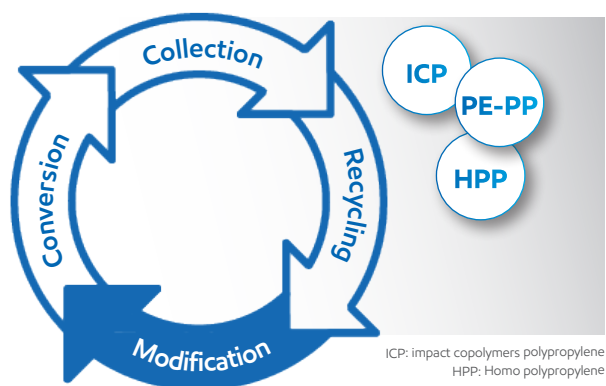 Collection
Recycling
Modification
Conversion
ICP
PE-PP
HPP
ICP: impact copolymers polypropylene
HPP: Homo polypropylene